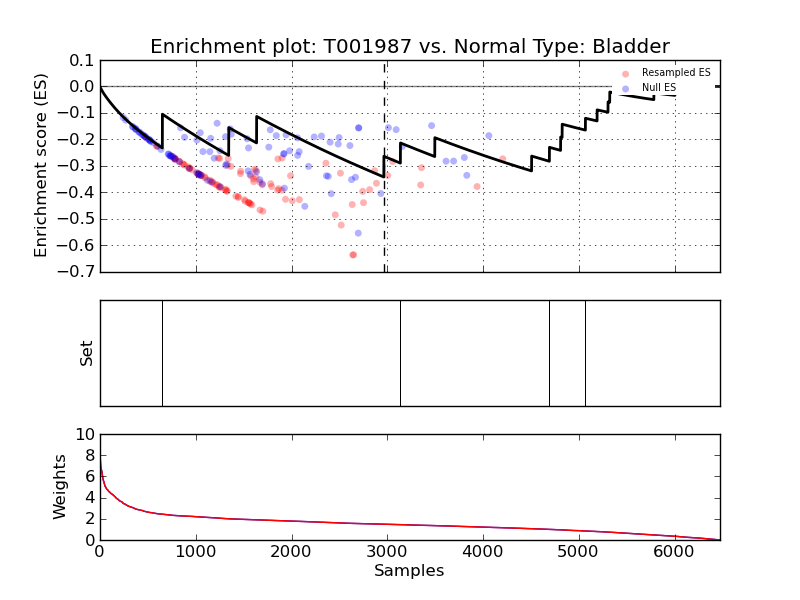 Enrichment plot: T001987 vs. Normal Type: Bladder
Enrichment score (ES)
0.1
0.0
−0.1
−0.2
−0.3
−0.4
−0.5
−0.6
−0.7
Resampled ES
Null ES
Set
Weights
10
8
6
4
2
0
0 1000 2000 3000 4000 5000 6000
Samples